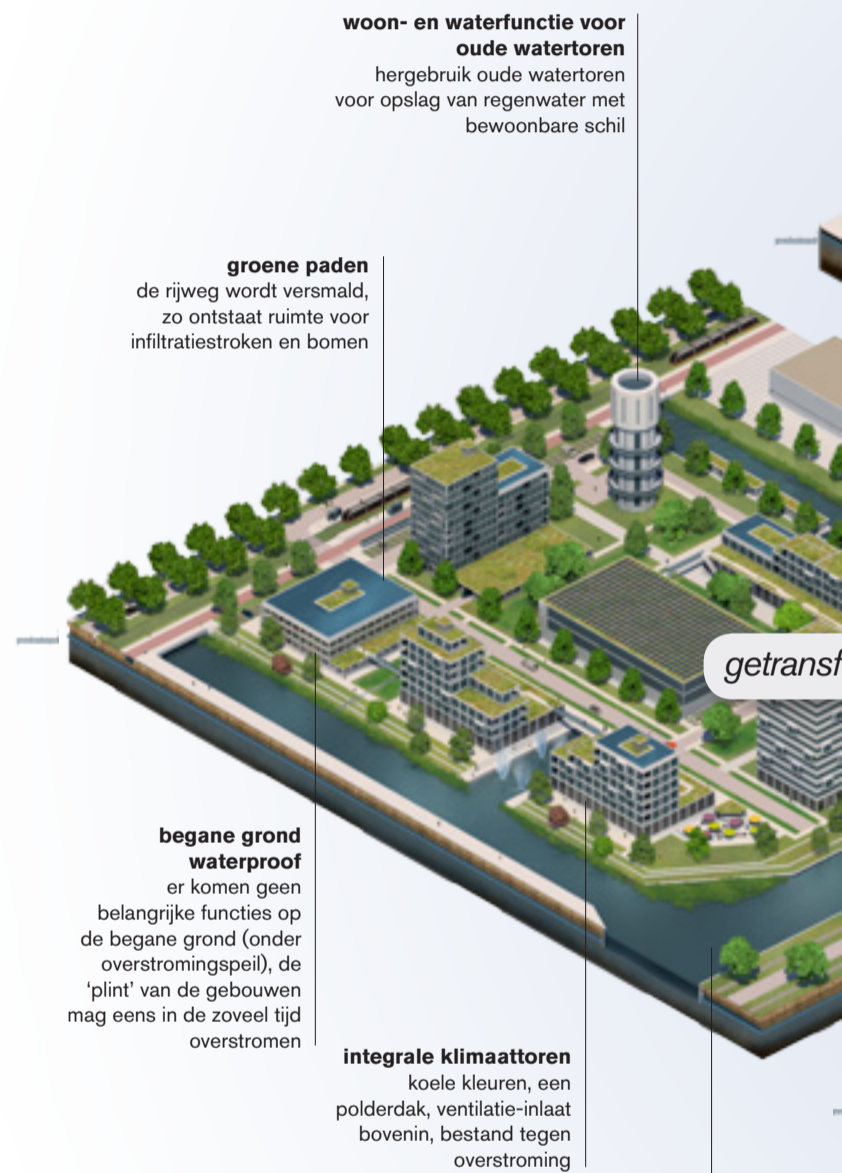 woon- en waterfunctie voor
oude watertoren
hergebruik oude watertoren
voor opslag van regenwater met
bewoonbare schil
groene paden
de rijweg wordt versmald,
zo ontstaat ruimte voor
infiltratiestroken en bomen
getransf
begane grond
waterproof
er komen geen
belangrijke functies op
de begane grond (onder
overstromingspeil), de
‘plint’ van de gebouwen
mag eens in de zoveel tijd
overstromen
integrale klimaattoren
koele kleuren, een
polderdak, ventilatie-inlaat
bovenin, bestand tegen
overstroming